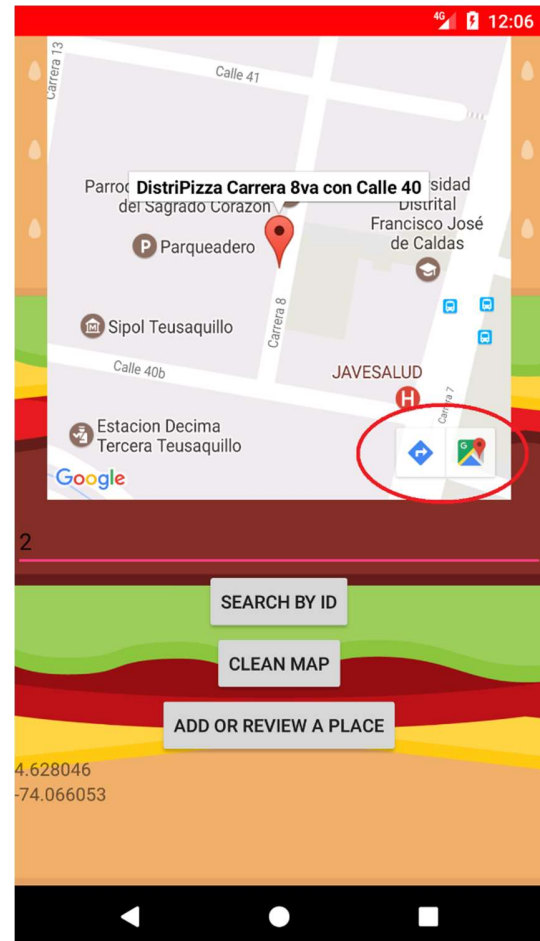 4G 12:06
Carrera 13
Calle 41
DistriPizza Carrera 8va con Calle 40
Parroq
rsidad
del Sagrado Corazon
Distrital
Francisco José
de Caldas
P Parqueadero
Carrera 8
Sipol Teusaquillo
Calle 40b
JAVESALUD
H
Carrera 7
Estacion Decima
Tercera Teusaquillo
G
Google
2
SEARCH BY ID
CLEAN MAP
ADD OR REVIEW A PLACE
4.628046
-74.066053